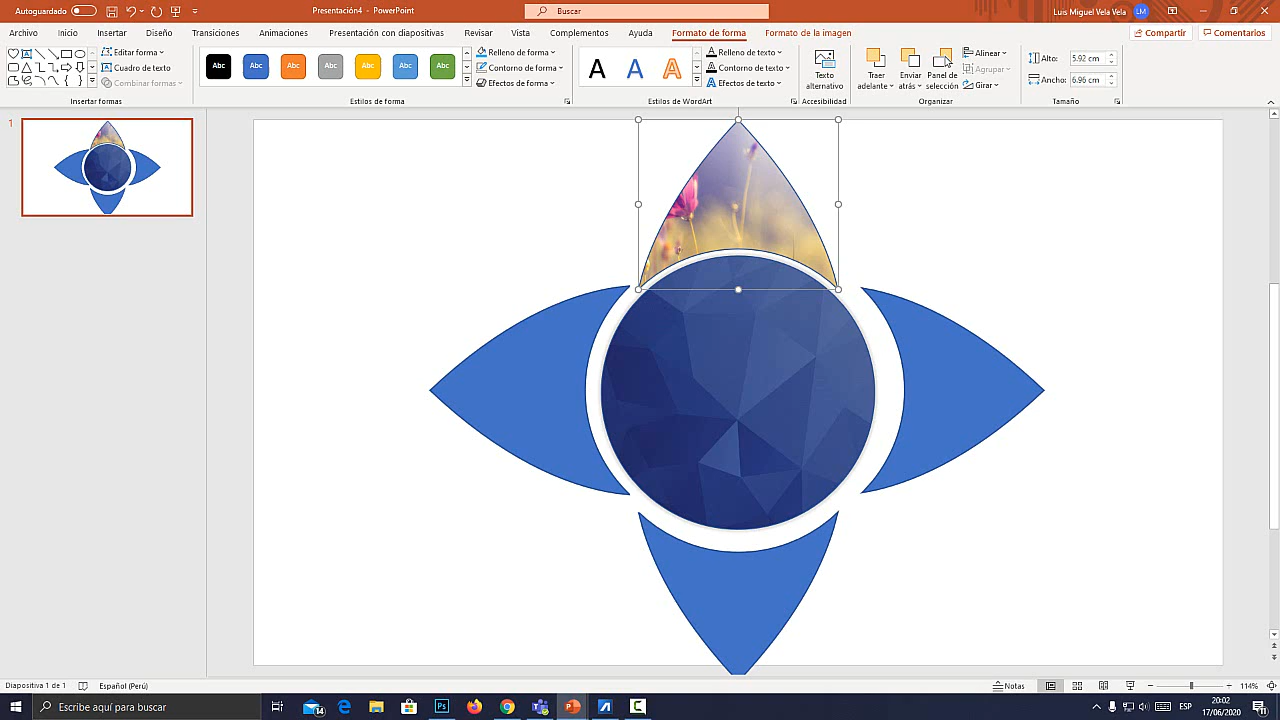 Autoguardado
Presentación4 - PowerPoint
Buscar
Luis Miguel Vela Vela
LM
Archivo Inicio Insertar Diseño Transiciones Animaciones Presentación con diapositivas Revisar Vista Complementos Ayuda Formato de forma Formato de la imagen
Compartir
Comentarios
Editar forma
Cuadro de texto
Combinar formas
Insertar formas
Abc Abc Abc Abc Abc Abc Abc
Relleno de forma
Contorno de forma
Efectos de forma
Estilos de forma
A A A
Relleno de texto
Contorno de texto
Efectos de texto
Estilos de WordArt
Texto
alternativo
Accesibilidad
Traer
adelante
Enviar
atrás
Panel de
selección
Alinear
Agrupar
Girar
Organizar
Alto: 5.92 cm
Ancho: 6.96 cm
Tamaño
1
Diapositiva 1 de 1
Español (Perú)
Notas
114%
Escribe aquí para buscar
14
Ps
ESP
20:02
17/06/2020